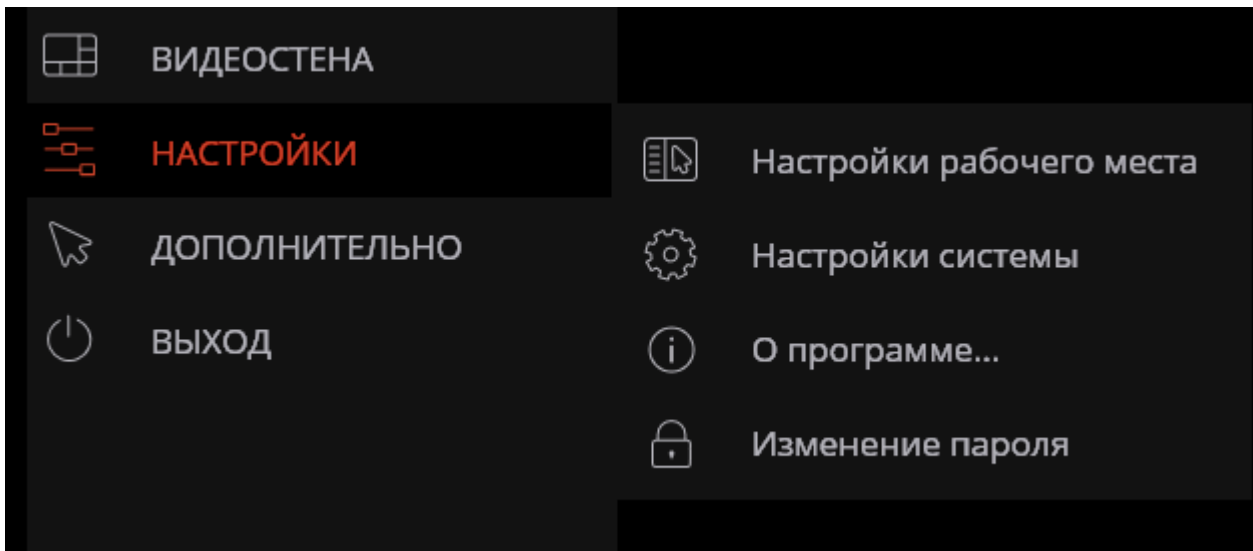 ВИДЕОСТЕНА
НАСТРОЙКИ
ДОПОЛНИТЕЛЬНО
ВЫХОД
Настройки рабочего места
Настройки системы
О программе...
Изменение пароля